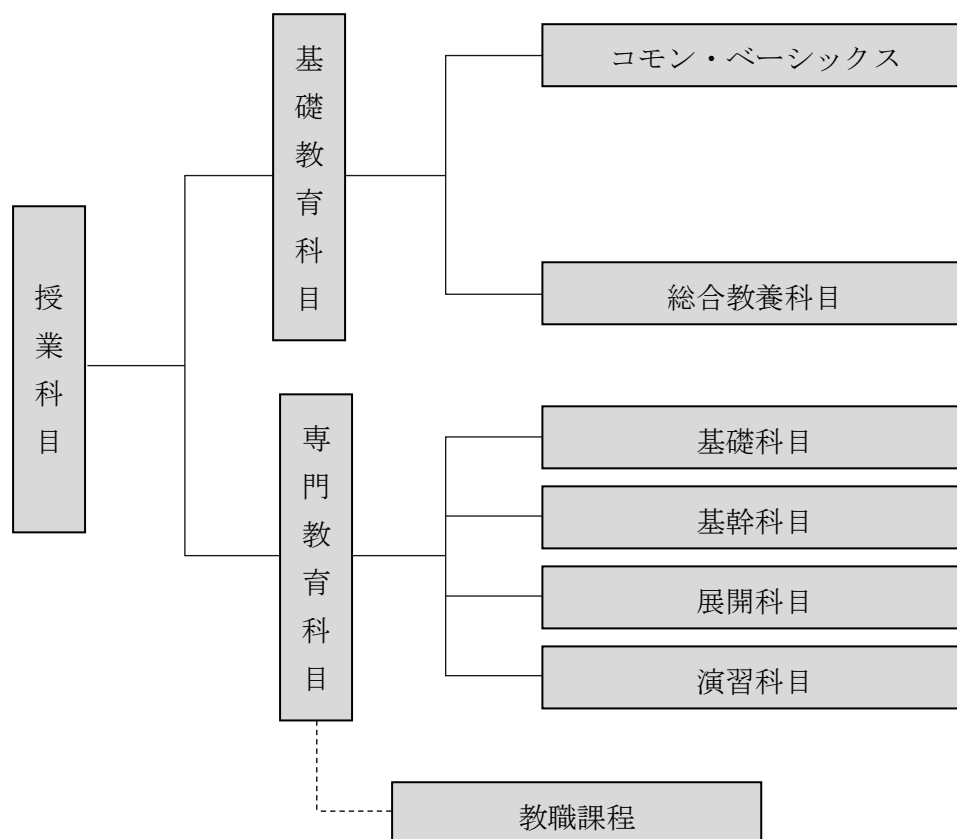 授業科目
基礎教育科目
コモン・ベーシックス
総合教養科目
専門教育科目
基礎科目
基幹科目
展開科目
演習科目
教職課程